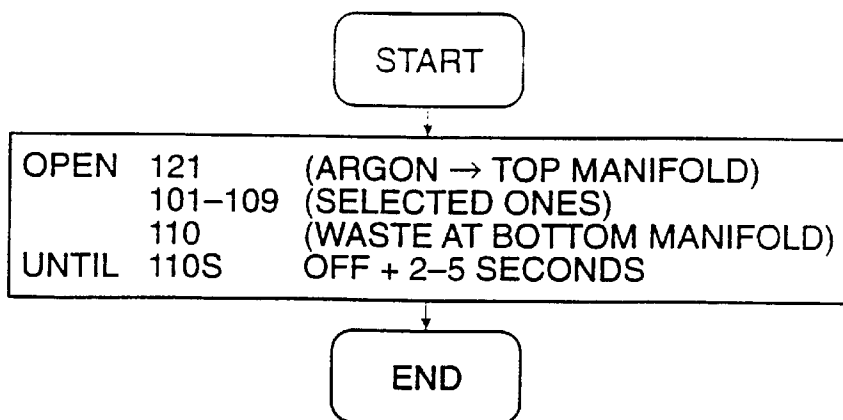 START
OPEN 121 (ARGON → TOP MANIFOLD)
101–109 (SELECTED ONES)
110 (WASTE AT BOTTOM MANIFOLD)
UNTIL 110S OFF + 2–5 SECONDS
END